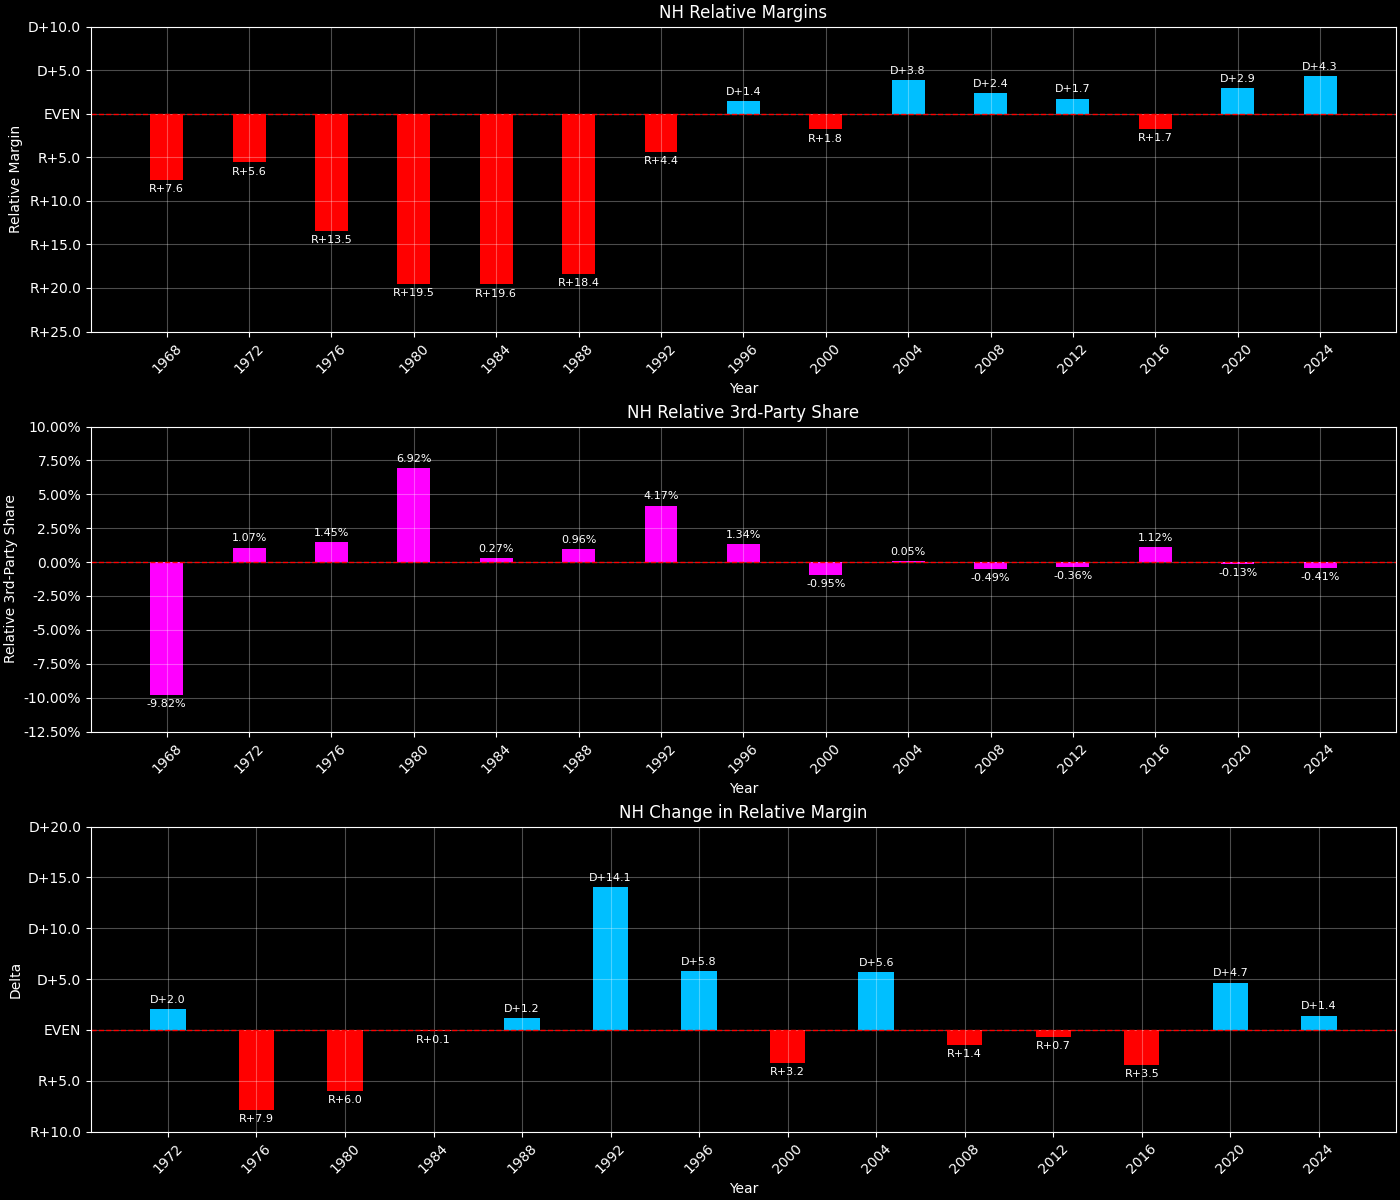 NH Relative Margins
D+10.0
D+5.0
EVEN
R+5.0
R+10.0
R+15.0
R+20.0
R+25.0
Relative Margin
R+7.6
R+5.6
R+13.5
R+19.5
R+19.6
R+18.4
R+4.4
D+1.4
R+1.8
D+3.8
D+2.4
D+1.7
R+1.7
D+2.9
D+4.3
1968
1972
1976
1980
1984
1988
1992
1996
2000
2004
2008
2012
2016
2020
2024
Year
NH Relative 3rd-Party Share
10.00%
7.50%
5.00%
2.50%
0.00%
-2.50%
-5.00%
-7.50%
-10.00%
-12.50%
Relative 3rd-Party Share
-9.82%
1.07%
1.45%
6.92%
0.27%
0.96%
4.17%
1.34%
-0.95%
0.05%
-0.49%
-0.36%
1.12%
-0.13%
-0.41%
1968
1972
1976
1980
1984
1988
1992
1996
2000
2004
2008
2012
2016
2020
2024
Year
NH Change in Relative Margin
D+20.0
D+15.0
D+10.0
D+5.0
EVEN
R+5.0
R+10.0
Delta
D+2.0
R+7.9
R+6.0
R+0.1
D+1.2
D+14.1
D+5.8
R+3.2
D+5.6
R+1.4
R+0.7
R+3.5
D+4.7
D+1.4
1972
1976
1980
1984
1988
1992
1996
2000
2004
2008
2012
2016
2020
2024
Year